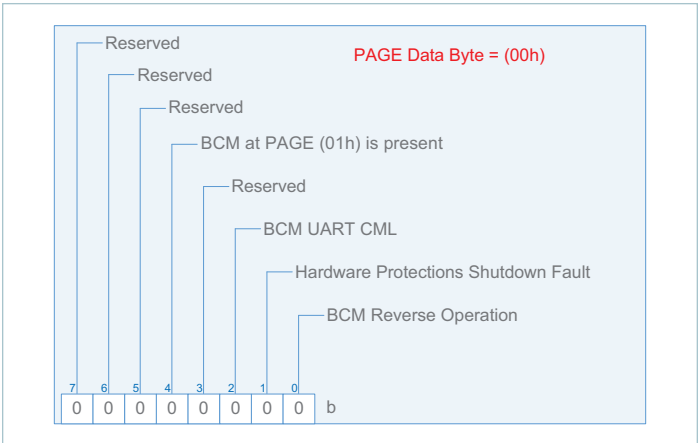 Reserved
PAGE Data Byte = (00h)
Reserved
Reserved
BCM at PAGE (01h) is present
Reserved
BCM UART CML
Hardware Protections Shutdown Fault
BCM Reverse Operation
7 6 5 4 3 2 1 0
0 0 0 0 0 0 0 0 b